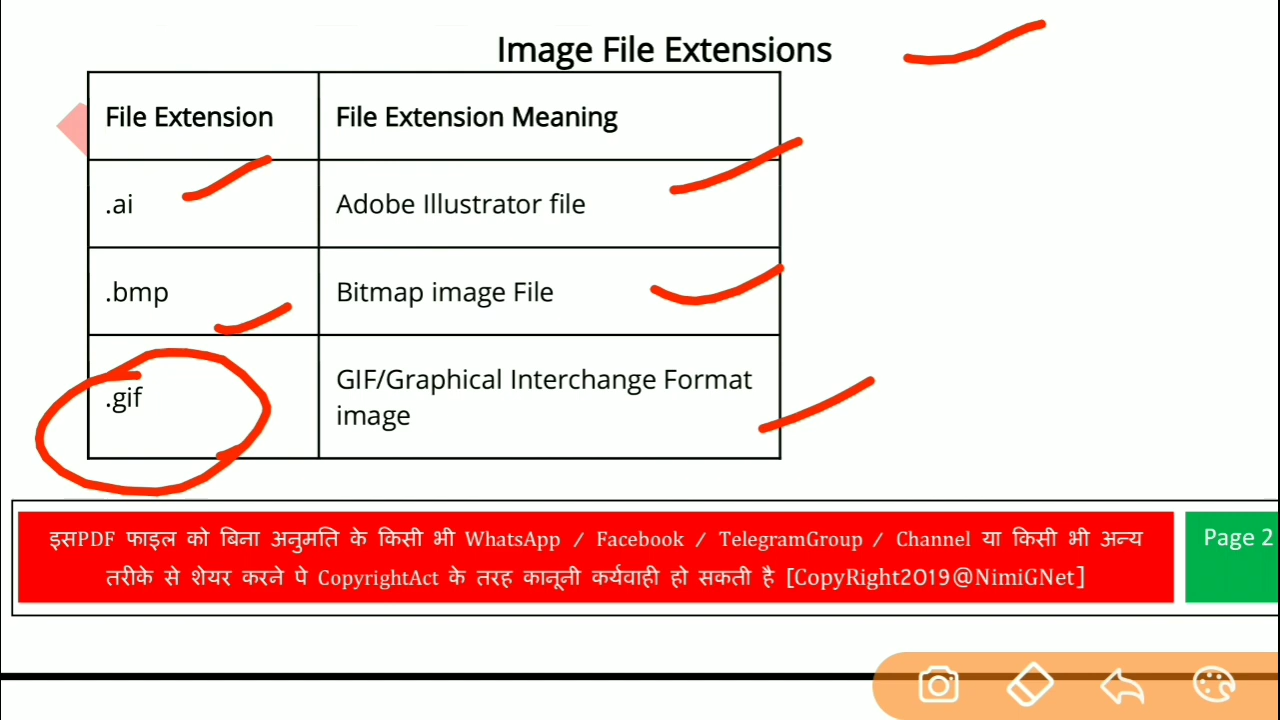 Image File Extensions
File Extension
File Extension Meaning
.ai
Adobe Illustrator file
.bmp
Bitmap image File
.gif
GIF/Graphical Interchange Format
image
इसPDF फाइल को बिना अनुमति के किसी भी WhatsApp / Facebook / TelegramGroup / Channel या किसी भी अन्य
तरीके से शेयर करने पे CopyrightAct के तरह कानूनी कर्यवाही हो सकती है [CopyRight2019@NimiGNet]
Page 2